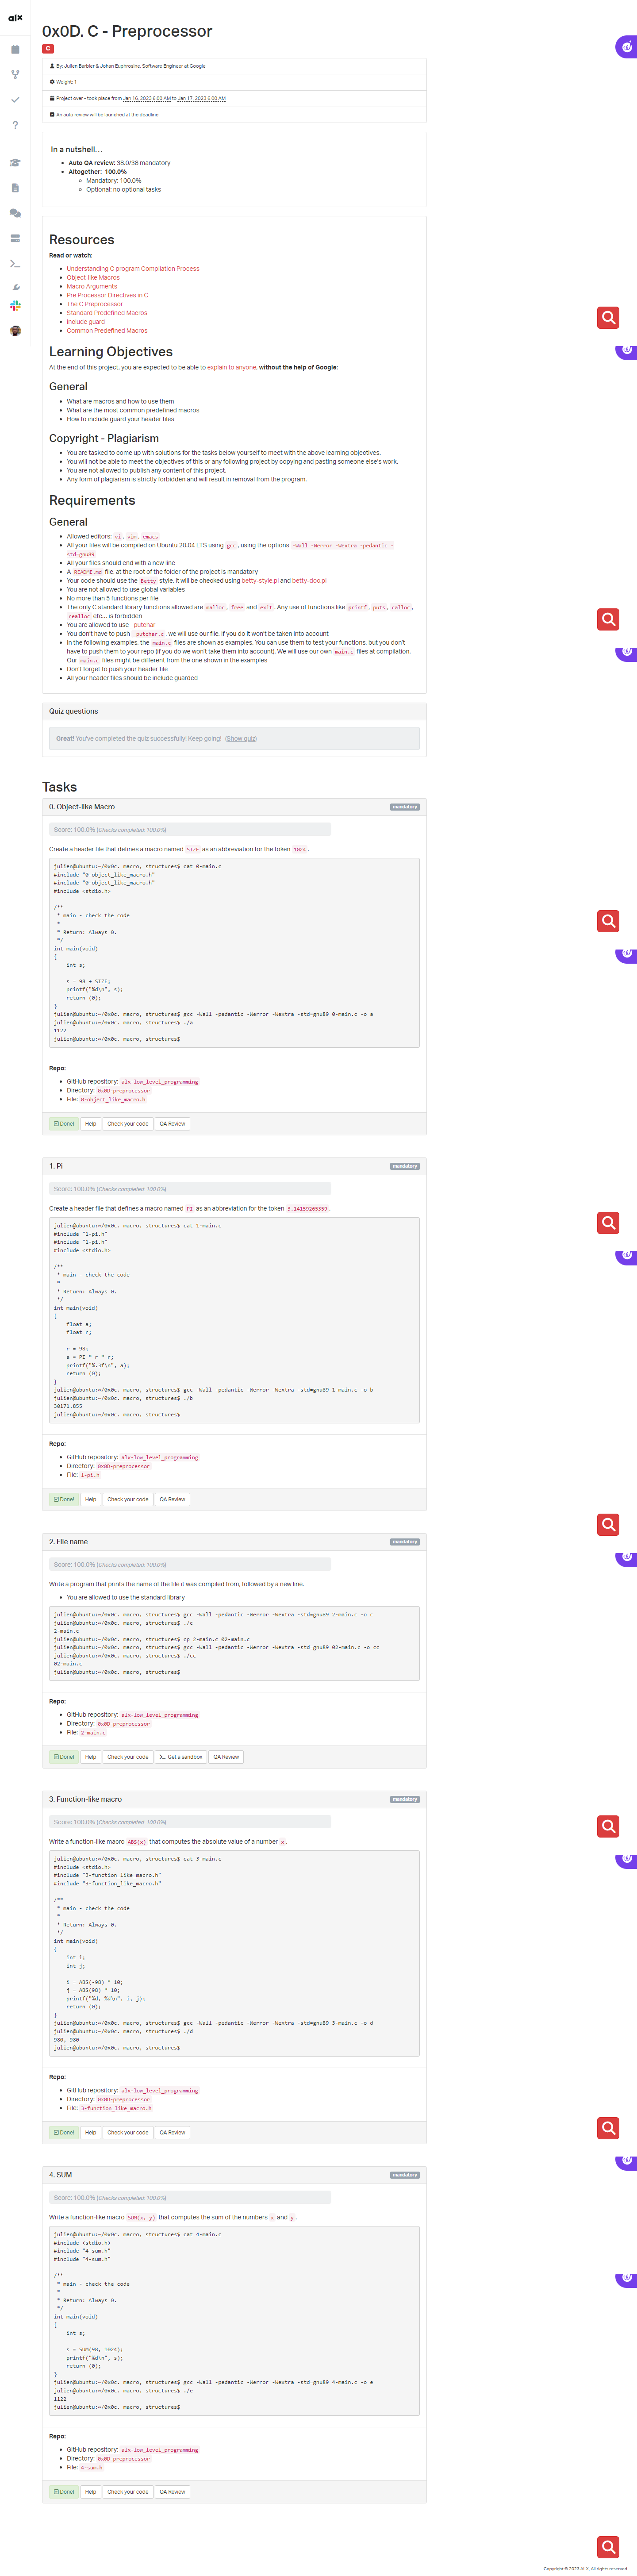 alx
0x0D. C - Preprocessor
C
By: Julien Barbier & Johan Euphrosine, Software Engineer at Google
Weight: 1
Project over - took place from Jan 16, 2023 6:00 AM to Jan 17, 2023 6:00 AM
An auto review will be launched at the deadline
In a nutshell…
Auto QA review: 38.0/38 mandatory
Altogether: 100.0%
Mandatory: 100.0%
Optional: no optional tasks
Resources
Read or watch:
Understanding C program Compilation Process
Object-like Macros
Macro Arguments
Pre Processor Directives in C
The C Preprocessor
Standard Predefined Macros
include guard
Common Predefined Macros
Learning Objectives
At the end of this project, you are expected to be able to explain to anyone, without the help of Google:
General
What are macros and how to use them
What are the most common predefined macros
How to include guard your header files
Copyright - Plagiarism
You are tasked to come up with solutions for the tasks below yourself to meet with the above learning objectives.
You will not be able to meet the objectives of this or any following project by copying and pasting someone else's work.
You are not allowed to publish any content of this project.
Any form of plagiarism is strictly forbidden and will result in removal from the program.
Requirements
General
Allowed editors: vi, vim, emacs
All your files will be compiled on Ubuntu 20.04 LTS using gcc, using the options -Wall -Werror -Wextra -pedantic -
std=gnu89
All your files should end with a new line
A README.md file, at the root of the folder of the project is mandatory
Your code should use the Betty style. It will be checked using betty-style.pl and betty-doc.pl
You are not allowed to use global variables
No more than 5 functions per file
The only C standard library functions allowed are malloc, free and exit. Any use of functions like printf, puts, calloc,
realloc etc… is forbidden
You are allowed to use _putchar
You don't have to push _putchar.c, we will use our file. If you do it won't be taken into account
In the following examples, the main.c files are shown as examples. You can use them to test your functions, but you don't
have to push them to your repo (if you do we won't take them into account). We will use our own main.c files at compilation.
Our main.c files might be different from the one shown in the examples
Don't forget to push your header file
All your header files should be include guarded
Quiz questions
Great! You've completed the quiz successfully! Keep going! (Show quiz)
Tasks
0. Object-like Macro mandatory
Score: 100.0% (Checks completed: 100.0%)
Create a header file that defines a macro named SIZE as an abbreviation for the token 1024.
julien@ubuntu:~/0x0c. macro, structures$ cat 0-main.c
#include "0-object_like_macro.h"
#include "0-object_like_macro.h"
#include <stdio.h>
/**
* main - check the code
*
* Return: Always 0.
*/
int main(void)
{
int s;
s = 98 + SIZE;
printf("%d\n", s);
return (0);
}
julien@ubuntu:~/0x0c. macro, structures$ gcc -Wall -pedantic -Werror -Wextra -std=gnu89 0-main.c -o a
julien@ubuntu:~/0x0c. macro, structures$ ./a
1122
julien@ubuntu:~/0x0c. macro, structures$
Repo:
GitHub repository: alx-low_level_programming
Directory: 0x0D-preprocessor
File: 0-object_like_macro.h
Done! Help Check your code QA Review
1. Pi mandatory
Score: 100.0% (Checks completed: 100.0%)
Create a header file that defines a macro named PI as an abbreviation for the token 3.14159265359.
julien@ubuntu:~/0x0c. macro, structures$ cat 1-main.c
#include "1-pi.h"
#include "1-pi.h"
#include <stdio.h>
/**
* main - check the code
*
* Return: Always 0.
*/
int main(void)
{
float a;
float r;
r = 98;
a = PI * r * r;
printf("%.3f\n", a);
return (0);
}
julien@ubuntu:~/0x0c. macro, structures$ gcc -Wall -pedantic -Werror -Wextra -std=gnu89 1-main.c -o b
julien@ubuntu:~/0x0c. macro, structures$ ./b
30171.855
julien@ubuntu:~/0x0c. macro, structures$
Repo:
GitHub repository: alx-low_level_programming
Directory: 0x0D-preprocessor
File: 1-pi.h
Done! Help Check your code QA Review
2. File name mandatory
Score: 100.0% (Checks completed: 100.0%)
Write a program that prints the name of the file it was compiled from, followed by a new line.
You are allowed to use the standard library
julien@ubuntu:~/0x0c. macro, structures$ gcc -Wall -pedantic -Werror -Wextra -std=gnu89 2-main.c -o c
julien@ubuntu:~/0x0c. macro, structures$ ./c
2-main.c
julien@ubuntu:~/0x0c. macro, structures$ cp 2-main.c 02-main.c
julien@ubuntu:~/0x0c. macro, structures$ gcc -Wall -pedantic -Werror -Wextra -std=gnu89 02-main.c -o cc
julien@ubuntu:~/0x0c. macro, structures$ ./cc
02-main.c
julien@ubuntu:~/0x0c. macro, structures$
Repo:
GitHub repository: alx-low_level_programming
Directory: 0x0D-preprocessor
File: 2-main.c
Done! Help Check your code Get a sandbox QA Review
3. Function-like macro mandatory
Score: 100.0% (Checks completed: 100.0%)
Write a function-like macro ABS(x) that computes the absolute value of a number x.
julien@ubuntu:~/0x0c. macro, structures$ cat 3-main.c
#include <stdio.h>
#include "3-function_like_macro.h"
#include "3-function_like_macro.h"
/**
* main - check the code
*
* Return: Always 0.
*/
int main(void)
{
int i;
int j;
i = ABS(-98) * 10;
j = ABS(98) * 10;
printf("%d, %d\n", i, j);
return (0);
}
julien@ubuntu:~/0x0c. macro, structures$ gcc -Wall -pedantic -Werror -Wextra -std=gnu89 3-main.c -o d
julien@ubuntu:~/0x0c. macro, structures$ ./d
980, 980
julien@ubuntu:~/0x0c. macro, structures$
Repo:
GitHub repository: alx-low_level_programming
Directory: 0x0D-preprocessor
File: 3-function_like_macro.h
Done! Help Check your code QA Review
4. SUM mandatory
Score: 100.0% (Checks completed: 100.0%)
Write a function-like macro SUM(x, y) that computes the sum of the numbers x and y.
julien@ubuntu:~/0x0c. macro, structures$ cat 4-main.c
#include <stdio.h>
#include "4-sum.h"
#include "4-sum.h"
/**
* main - check the code
*
* Return: Always 0.
*/
int main(void)
{
int s;
s = SUM(98, 1024);
printf("%d\n", s);
return (0);
}
julien@ubuntu:~/0x0c. macro, structures$ gcc -Wall -pedantic -Werror -Wextra -std=gnu89 4-main.c -o e
julien@ubuntu:~/0x0c. macro, structures$ ./e
1122
julien@ubuntu:~/0x0c. macro, structures$
Repo:
GitHub repository: alx-low_level_programming
Directory: 0x0D-preprocessor
File: 4-sum.h
Done! Help Check your code QA Review
Copyright © 2023 ALX, All rights reserved.